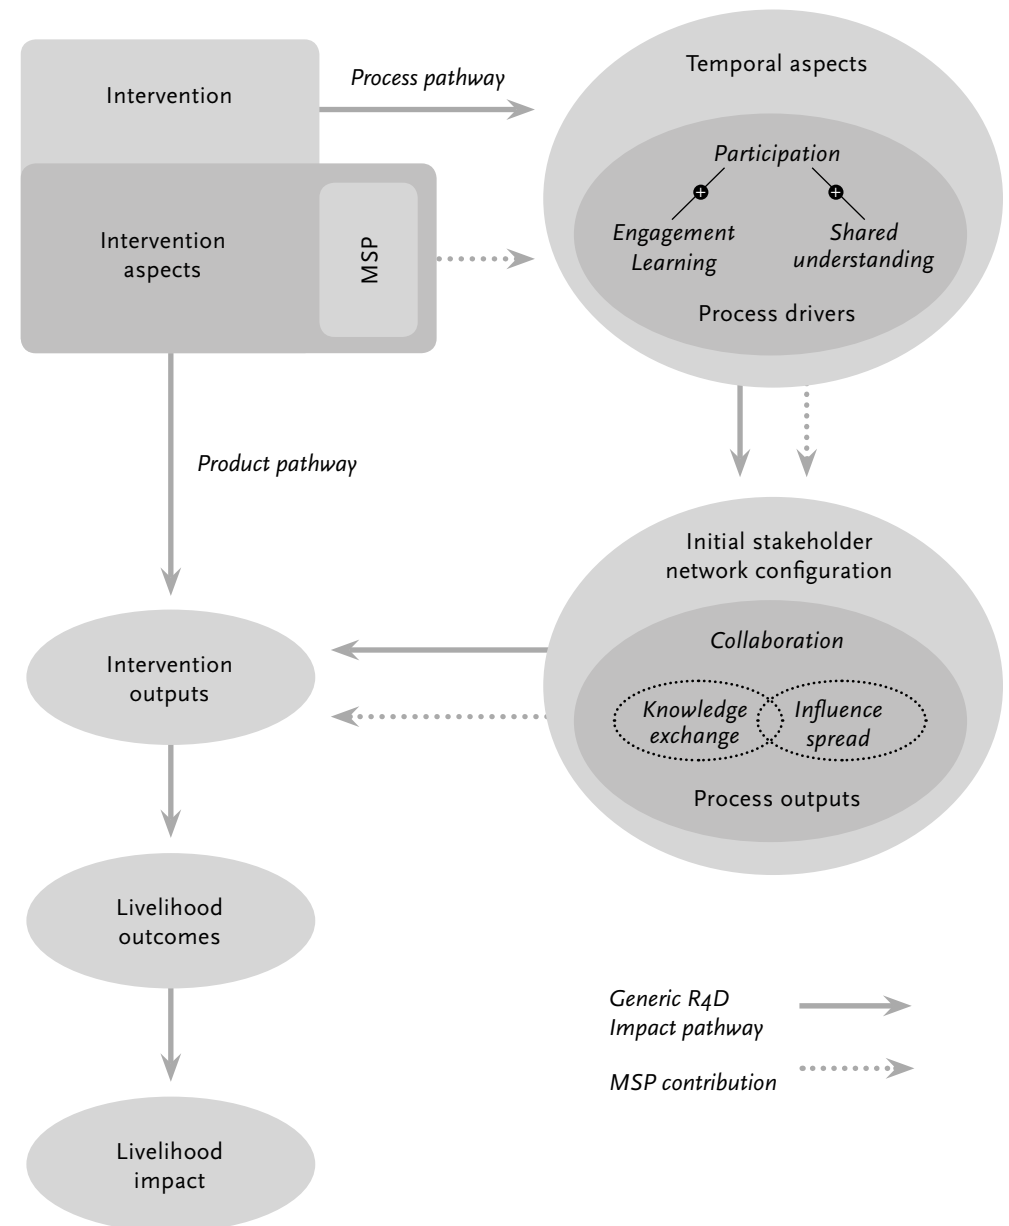 Intervention
Process pathway
Temporal aspects
Participation
Engagement
Learning
Shared
understanding
Process drivers
Intervention
aspects
MSP
Product pathway
Initial stakeholder
network configuration
Collaboration
Knowledge
exchange
Influence
spread
Process outputs
Intervention
outputs
Livelihood
outcomes
Livelihood
impact
Generic R4D
Impact pathway
MSP contribution